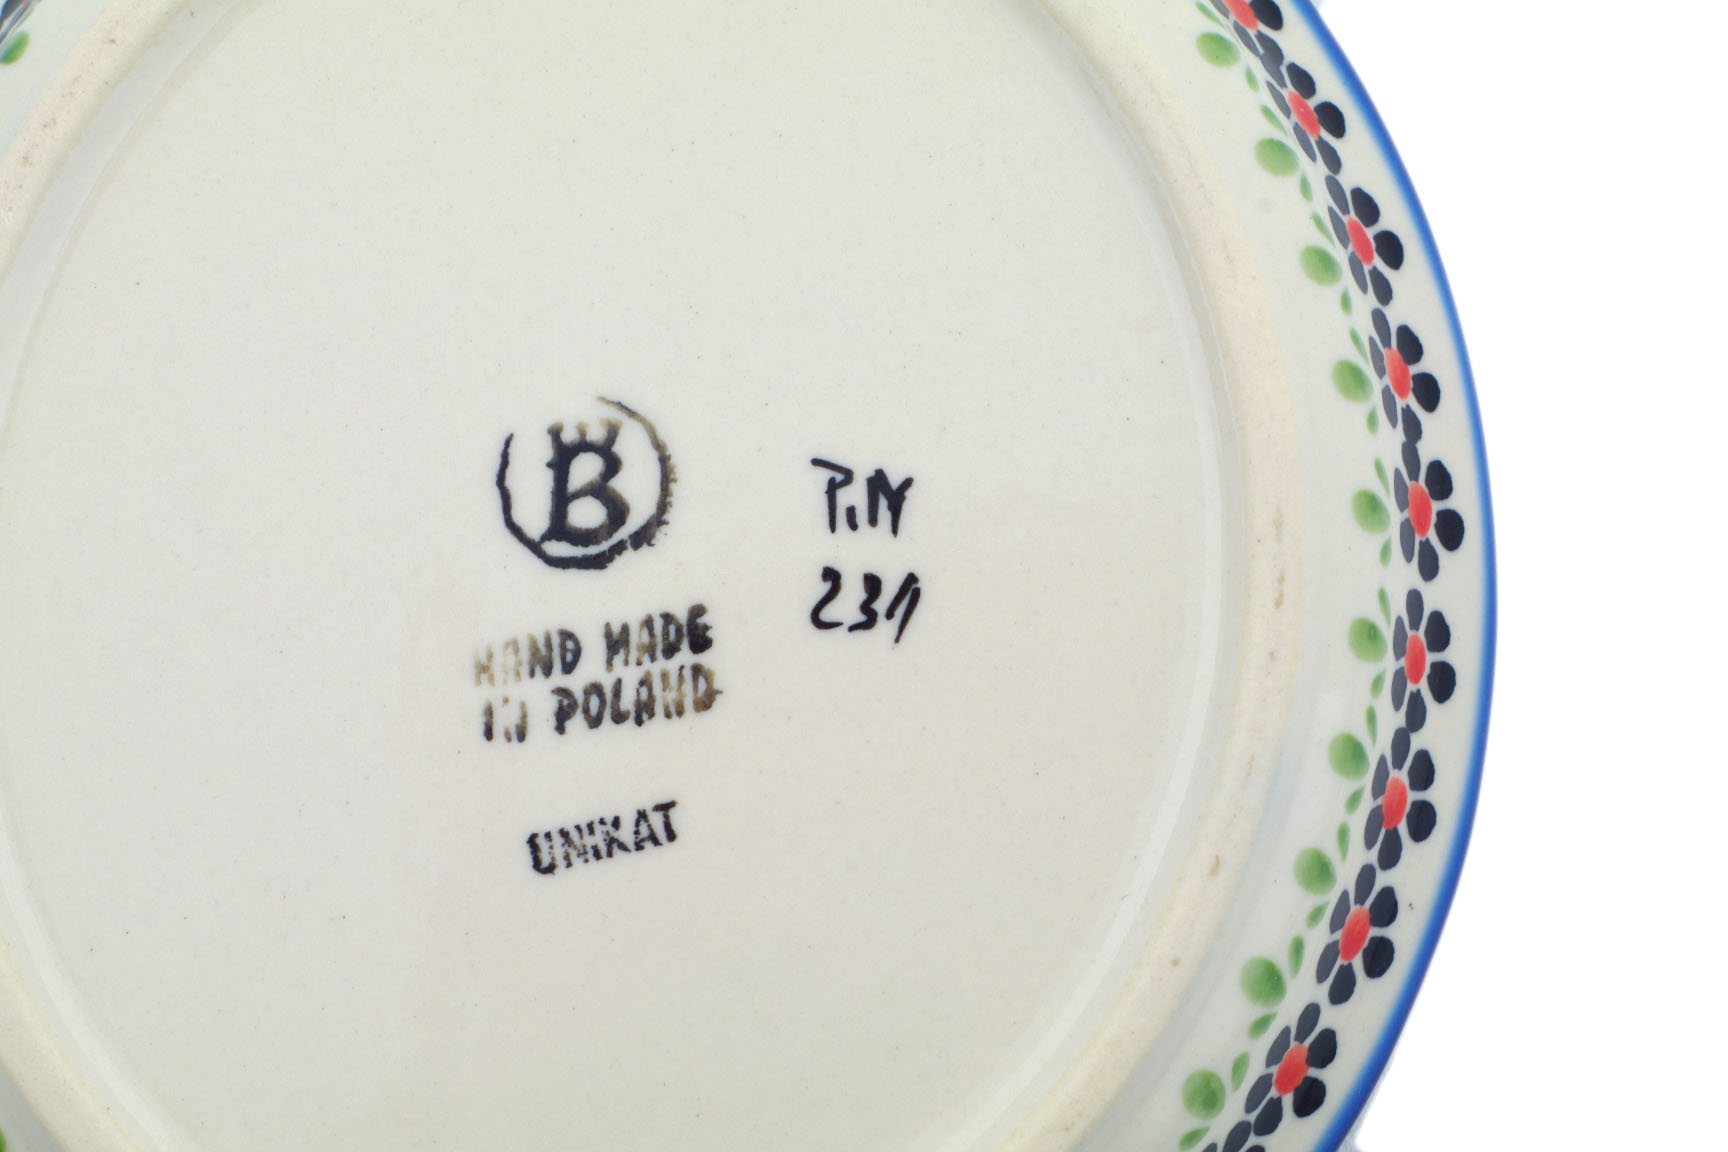 B
HAND MADE
IN POLAND
UNIKAT
P.N
231